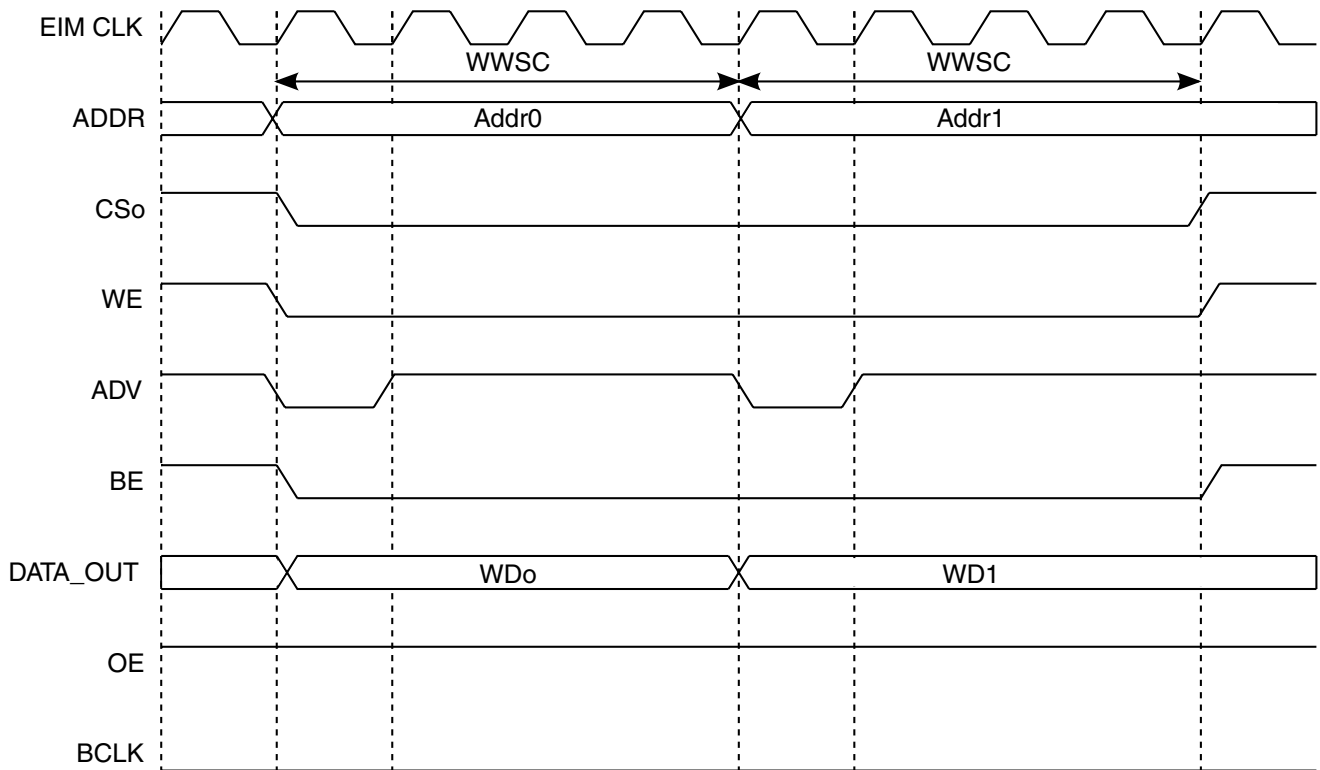 EIM CLK
WWSC WWSC
ADDR Addr0 Addr1
CSo
WE
ADV
BE
DATA_OUT WDo WD1
OE
BCLK